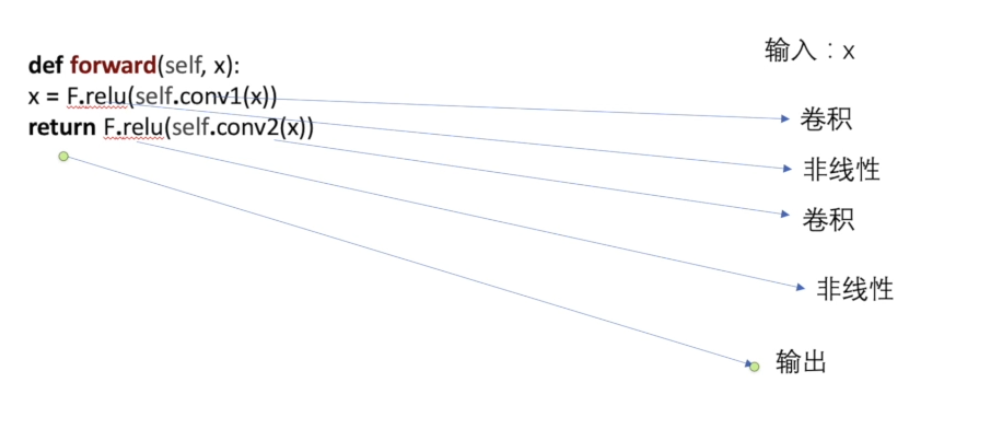 输入：x
def forward(self, x):
x = F.relu(self.conv1(x))
return F.relu(self.conv2(x))
卷积
非线性
卷积
非线性
输出